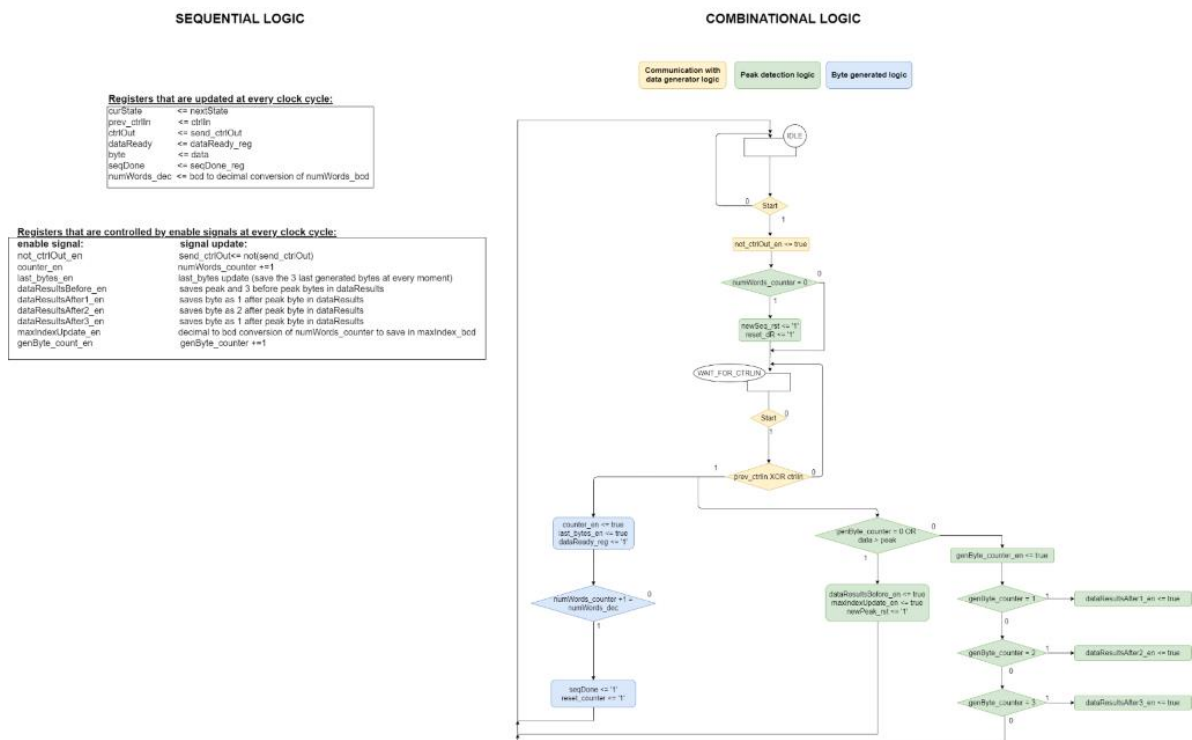 SEQUENTIAL LOGIC
COMBINATIONAL LOGIC
Communication with
data generator logic
Peak detection logic
Byte generated logic
Registers that are updated at every clock cycle:
curState <= nextState
prev_ctrlIn <= ctrlIn
ctrlOut <= send_ctrlOut
dataReady <= dataReady_reg
byte <= data
seqDone <= seqDone_reg
numWords_dec <= bcd to decimal conversion of numWords_bcd
Registers that are controlled by enable signals at every clock cycle:
enable signal: signal update:
not_ctrlOut_en send_ctrlOut<= not(send_ctrlOut)
counter_en numWords_counter +=1
last_bytes_en last_bytes update (save the 3 last generated bytes at every moment)
dataResultsBefore_en saves peak and 3 before peak bytes in dataResults
dataResultsAfter1_en saves byte as 1 after peak byte in dataResults
dataResultsAfter2_en saves byte as 2 after peak byte in dataResults
dataResultsAfter3_en saves byte as 1 after peak byte in dataResults
maxIndexUpdate_en decimal to bcd conversion of numWords_counter to save in maxIndex_bcd
genByte_count_en genByte_counter +=1
IDLE
0
Start
1
not_ctrlOut_en <= true
0
numWords_counter = 0
1
newSeq_rst <= '1'
reset_dR <= '1'
WAIT_FOR_CTRLIN
Start
0
1
1
prev_ctrlIn XOR ctrlIn
0
counter_en <= true
last_bytes_en <= true
dataReady_reg <= '1'
genByte_counter = 0 OR
data > peak
0
1
genByte_counter_en <= true
numWords_counter +1 =
numWords_dec
0
1
dataResultsBefore_en <= true
maxIndexUpdate_en <= true
newPeak_rst <= '1'
genByte_counter = 1
1
dataResultsAfter1_en <= true
0
genByte_counter = 2
1
dataResultsAfter2_en <= true
0
seqDone <= '1'
reset_counter <= '1'
genByte_counter = 3
1
dataResultsAfter3_en <= true
0